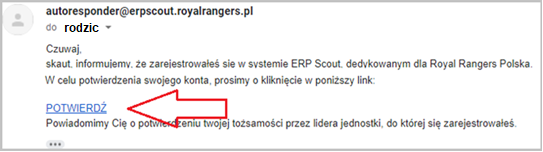 autoresponder@erpscout.royalrangers.pl
do rodzic
Czuwaj,
skaut, informujemy, że zarejestrowałeś sie w systemie ERP Scout, dedykowanym dla Royal Rangers Polska.
W celu potwierdzenia swojego konta, prosimy o kliknięcie w poniższy link:
POTWIERDŹ
Powiadomimy Cię o potwierdzeniu twojej tożsamości przez lidera jednostki, do której się zarejestrowałeś.